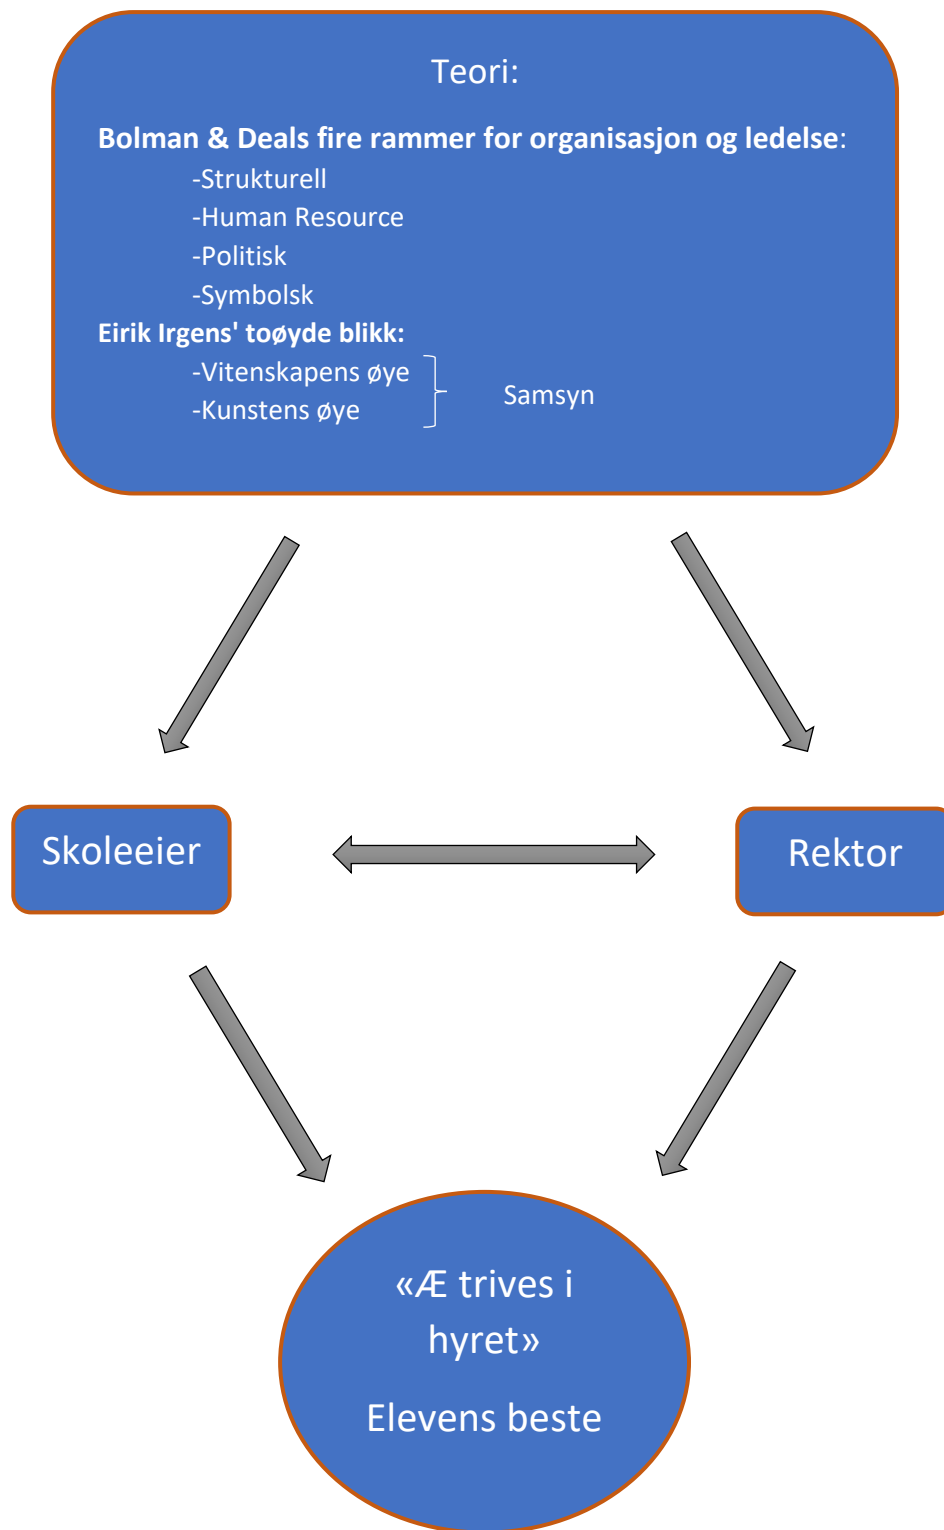 Teori:
Bolman & Deals fire rammer for organisasjon og ledelse:
-Strukturell
-Human Resource
-Politisk
-Symbolsk
Eirik Irgens' toøyde blikk:
-Vitenskapens øye
-Kunstens øye
Samsyn
Skoleeier
Rektor
«Æ trives i
hyret»
Elevens beste